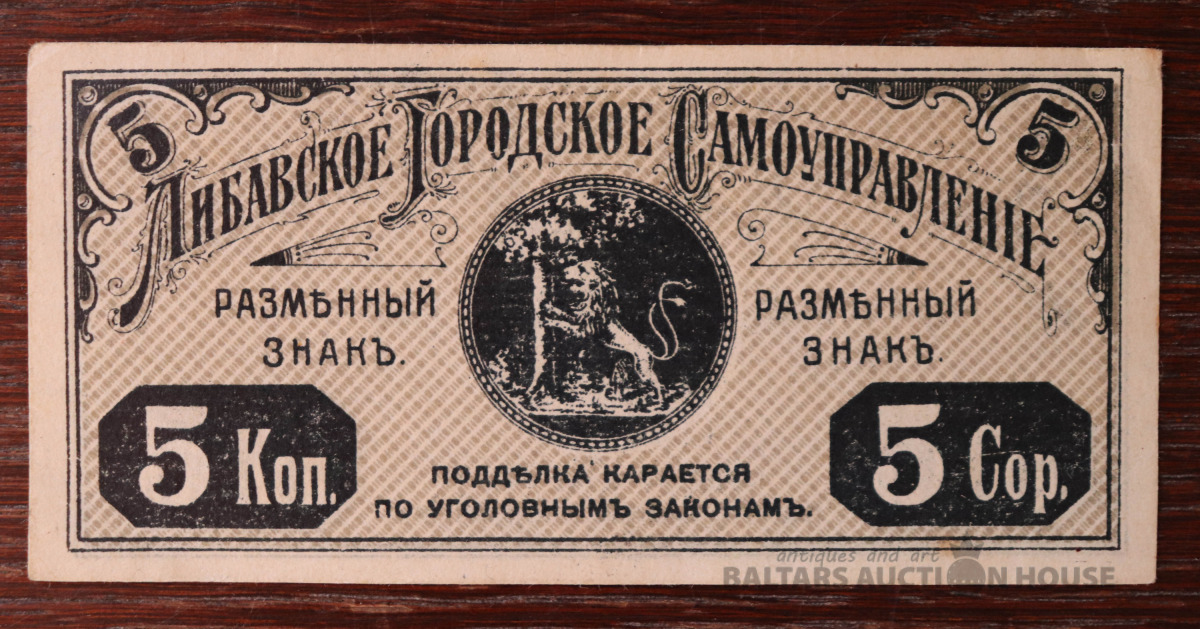 5 5
Либавское Городское Самоуправленіе
РАЗМѢННЫЙ
ЗНАКЪ.
РАЗМѢННЫЙ
ЗНАКЪ.
5 Коп.
5 Cop.
ПОДДѢЛКА КАРАЕТСЯ
ПО УГОЛОВНЫМЪ ЗАКОНАМЪ.
antiques and art
BALTARS AUCTION HOUSE